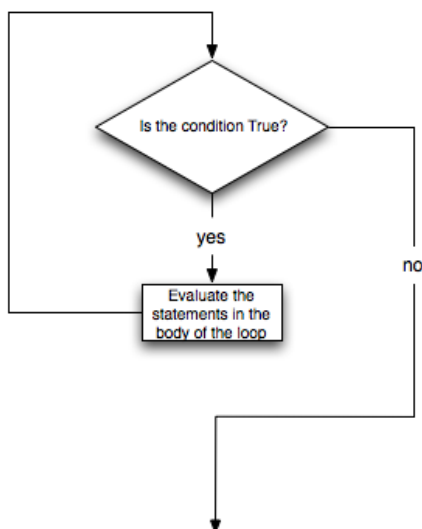 Is the condition True?
yes
no
Evaluate the
statements in the
body of the loop